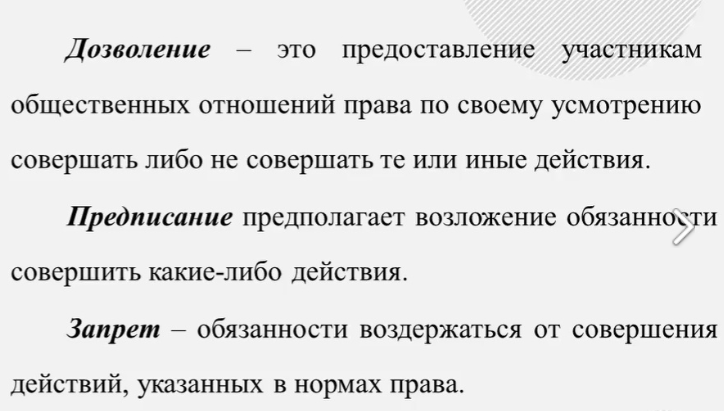 Дозволение – это предоставление участникам
общественных отношений права по своему усмотрению
совершать либо не совершать те или иные действия.
Предписание предполагает возложение обязанности
совершить какие-либо действия.
Запрет – обязанности воздержаться от совершения
действий, указанных в нормах права.